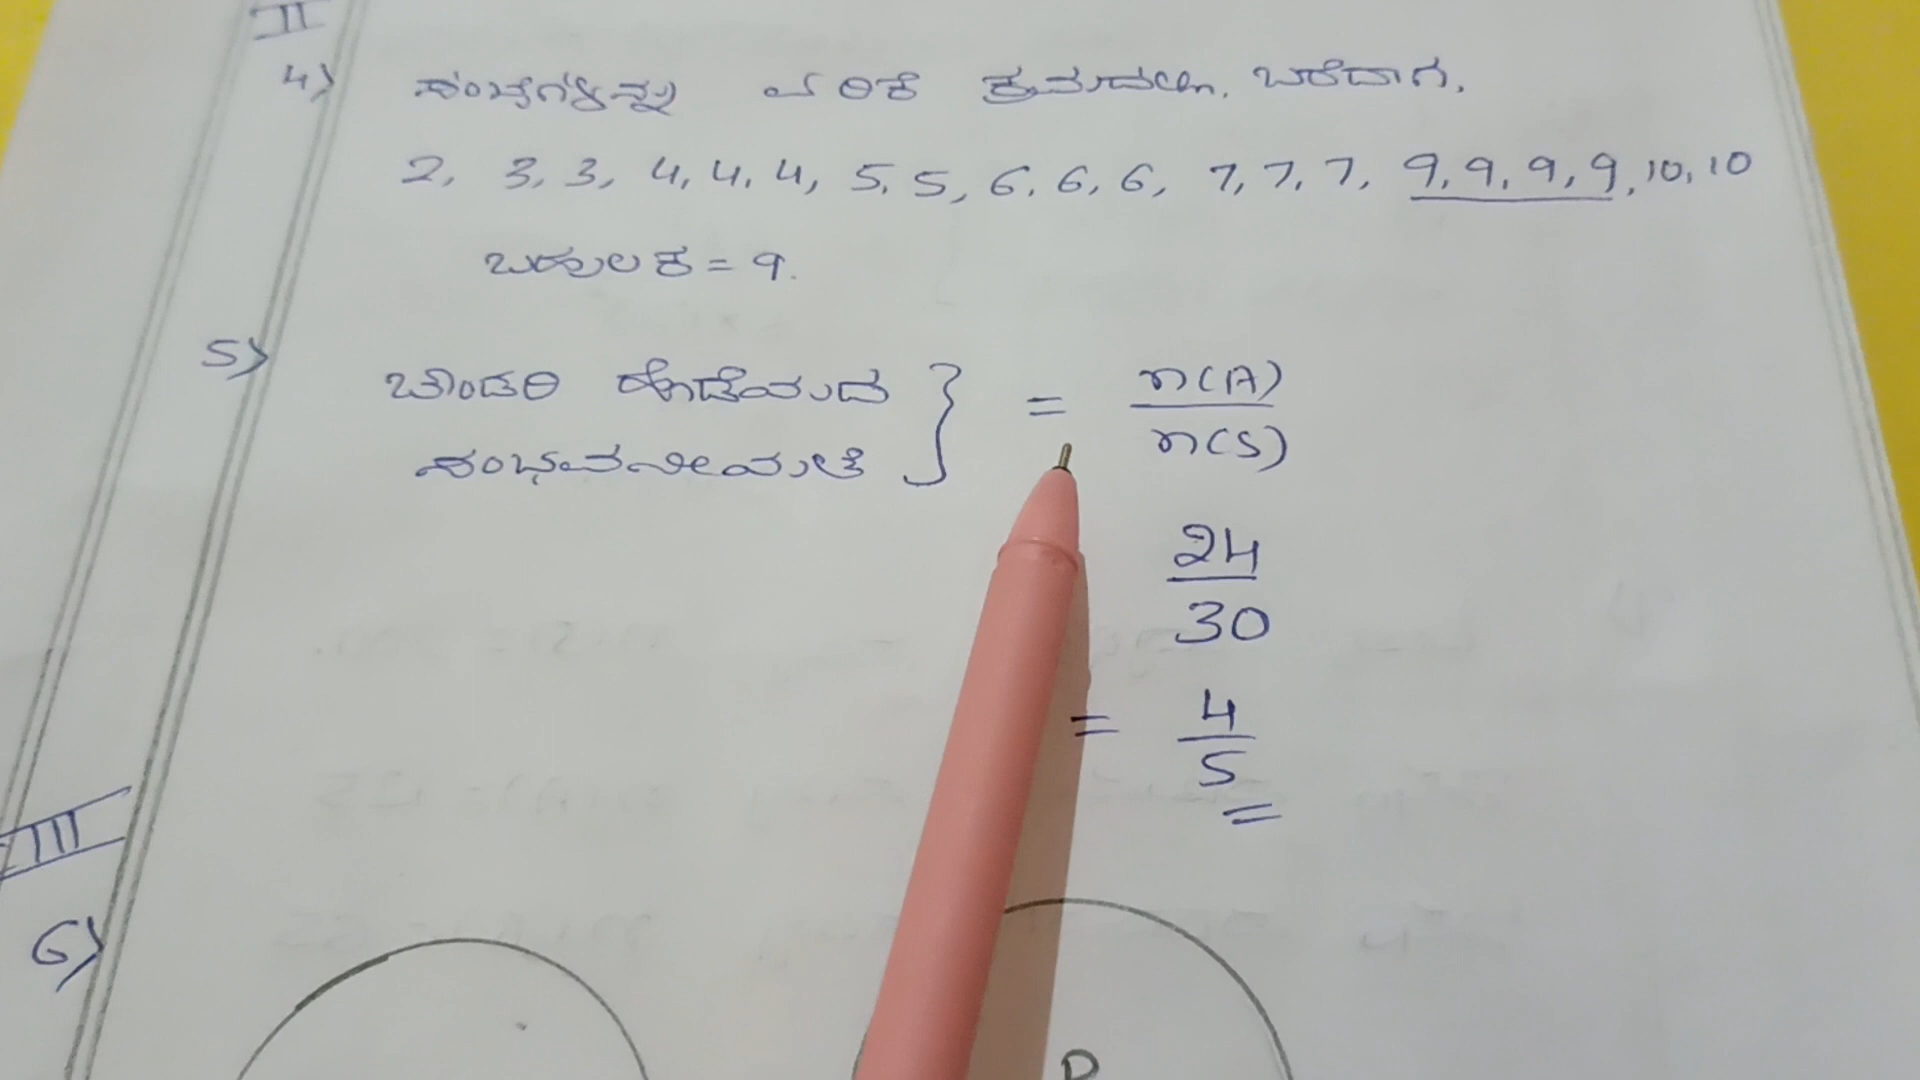 II
4) ಸಂಖ್ಯೆಗಳನ್ನು ಏರಿಕೆ ಕ್ರಮದಲ್ಲಿ ಬರೆದಾಗ,
2, 3, 3, 4, 4, 4, 5, 5, 6, 6, 6, 7, 7, 7, 9, 9, 9, 9, 10, 10
ಬಹುಲಕ = 9.
5) ಬೌಂಡರಿ ಹೊಡೆಯುವ
ಸಂಭವನೀಯತೆ } = n(A)
n(S)
24
30
= 4
5
III
6)
P